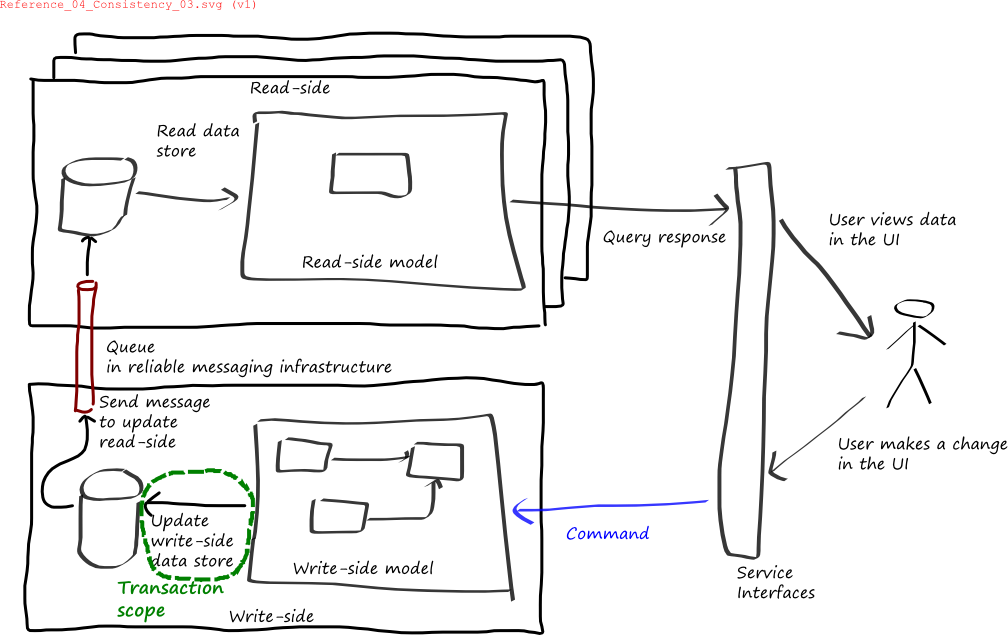 Reference_04_Consistency_03.svg (v1)
Read-side
Read data
store
Read-side model
Query response
User views data
in the UI
Queue
in reliable messaging infrastructure
Send message
to update
read-side
User makes a change
in the UI
Update
write-side
data store
Command
Write-side model
Transaction
scope
Write-side
Service
Interfaces